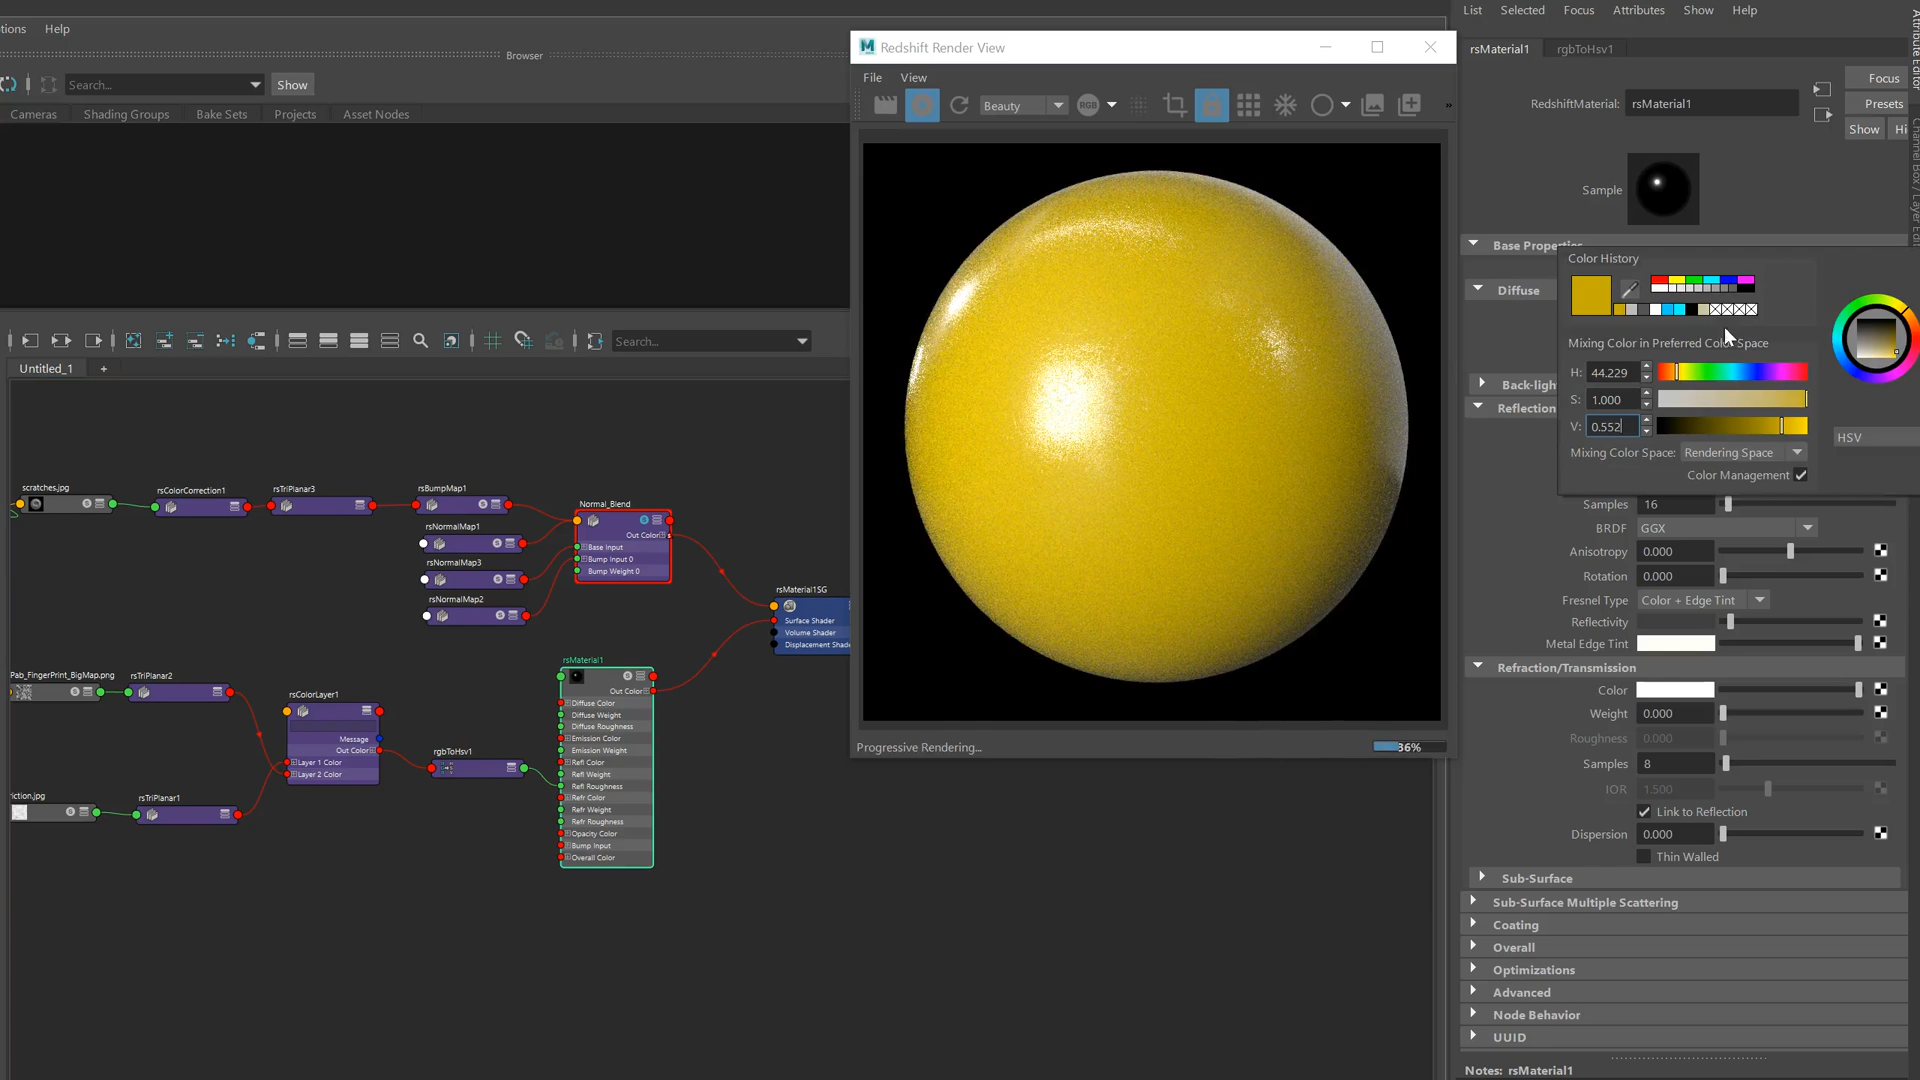 tions Help
Browser
Search... Show
Cameras Shading Groups Bake Sets Projects Asset Nodes
Search...
Untitled_1 +
scratches.jpg
rsColorCorrection1
rsTriPlanar3
rsBumpMap1
rsNormalMap1
rsNormalMap3
rsNormalMap2
Normal_Blend
Out Color
Base Input
Bump Input 0
Bump Weight 0
rsMaterial1SG
Surface Shader
Volume Shader
Displacement Shade
Pab_FingerPrint_BigMap.png
rsTriPlanar2
rsColorLayer1
Message
Out Color
Layer 1 Color
Layer 2 Color
rgbToHsv1
riction.jpg
rsTriPlanar1
rsMaterial1
Out Color
Diffuse Color
Diffuse Weight
Diffuse Roughness
Emission Color
Emission Weight
Refl Color
Refl Weight
Refl Roughness
Refr Color
Refr Weight
Refr Roughness
Opacity Color
Bump Input
Overall Color
M Redshift Render View
File View
Beauty RGB »
Progressive Rendering... 36%
List Selected Focus Attributes Show Help
rsMaterial1 rgbToHsv1
Focus
RedshiftMaterial: rsMaterial1 Presets
Show Hi
Sample
Base Properties
Diffuse
Back-ligh
Reflection
Color History
Mixing Color in Preferred Color Space
H: 44.229
S: 1.000
V: 0.552
HSV
Mixing Color Space: Rendering Space
Color Management
Samples 16
BRDF GGX
Anisotropy 0.000
Rotation 0.000
Fresnel Type Color + Edge Tint
Reflectivity
Metal Edge Tint
Refraction/Transmission
Color
Weight 0.000
Roughness 0.000
Samples 8
IOR 1.500
Link to Reflection
Dispersion 0.000
Thin Walled
Sub-Surface
Sub-Surface Multiple Scattering
Coating
Overall
Optimizations
Advanced
Node Behavior
UUID
Notes: rsMaterial1
Attribute Editor
Channel Box / Layer Edi